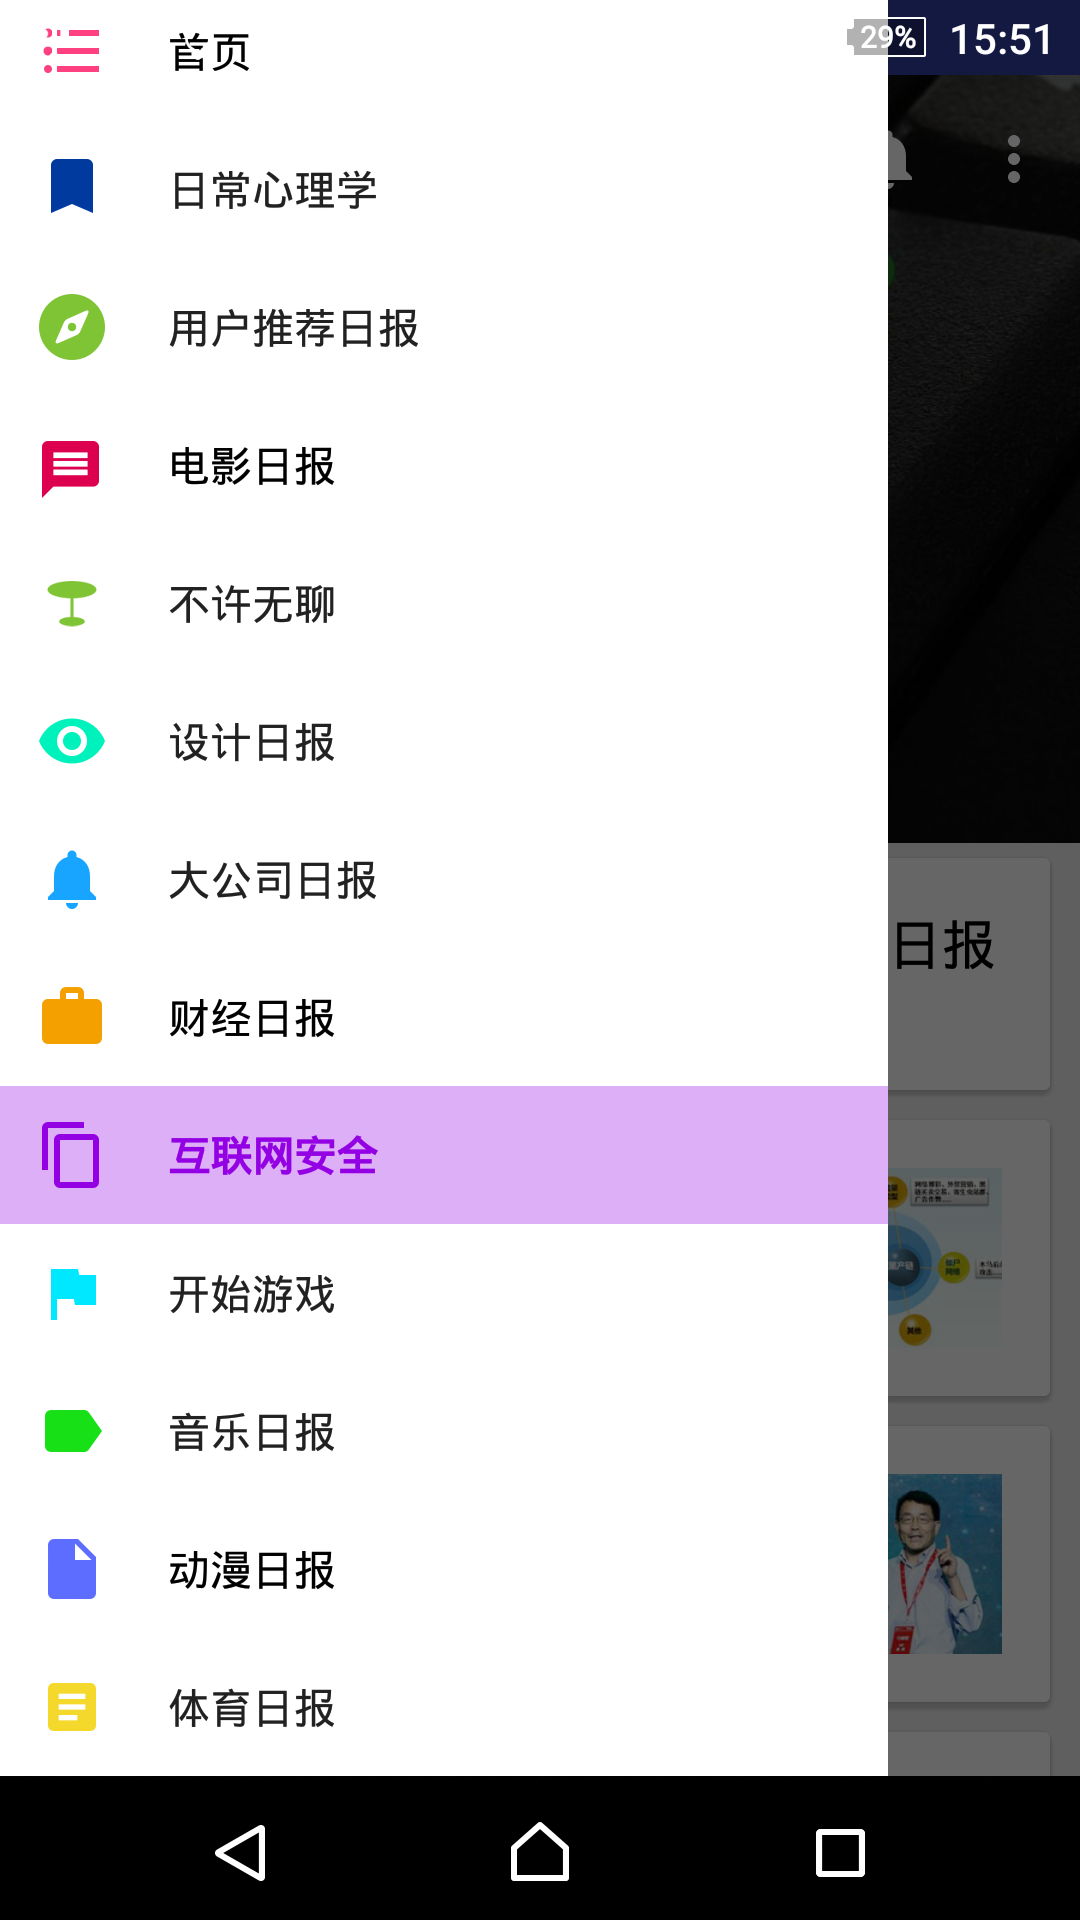 首页
29% 15:51
日常心理学
用户推荐日报
电影日报
不许无聊
设计日报
大公司日报
日报
财经日报
互联网安全
开始游戏
音乐日报
动漫日报
体育日报